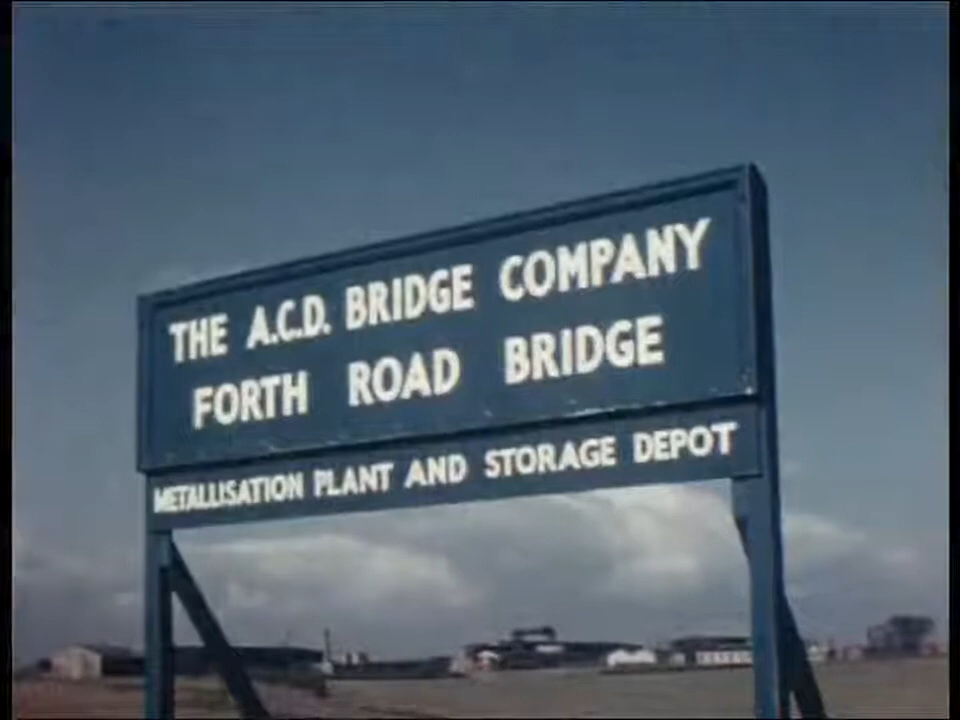 THE A.C.D. BRIDGE COMPANY
FORTH ROAD BRIDGE
METALLISATION PLANT AND STORAGE DEPOT